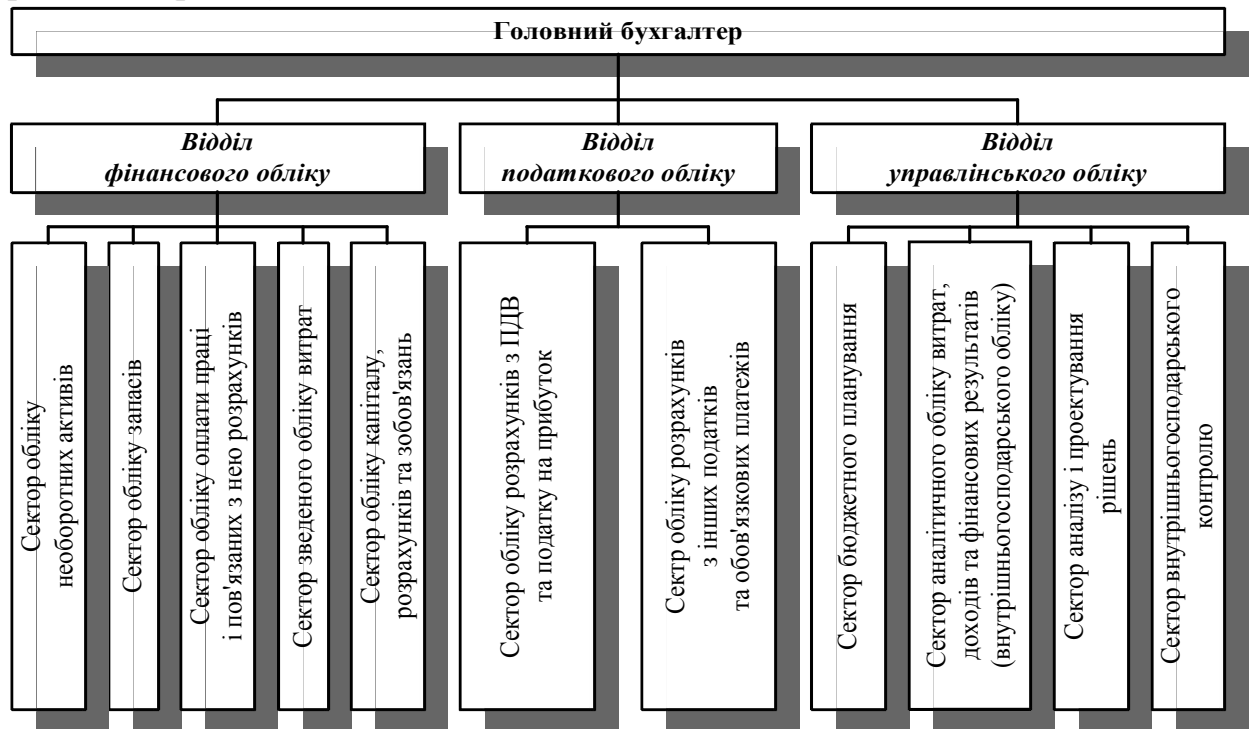 Головний бухгалтер
Відділ
фінансового обліку
Відділ
податкового обліку
Відділ
управлінського обліку
Сектор обліку
необоротних активів
Сектор обліку запасів
Сектор обліку оплати праці
і пов'язаних з нею розрахунків
Сектор зведеного обліку витрат
Сектор обліку капіталу,
розрахунків та зобов'язань
Сектор обліку розрахунків з ПДВ
та податку на прибуток
Сектр обліку розрахунків
з інших податків
та обов'язкових платежів
Сектор бюджетного планування
Сектор аналітичного обліку витрат,
доходів та фінансових результатів
(внутрішньогосподарського обліку)
Сектор аналізу і проектування
рішень
Сектор внутрішньогосподарського
контролю